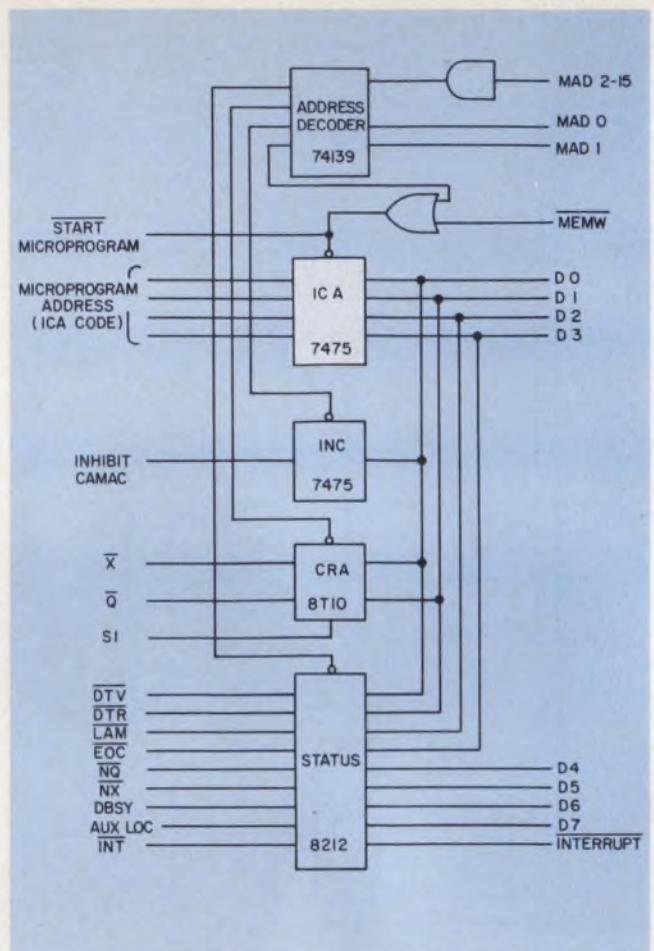 ADDRESS
DECODER
74139
MAD 2-15
MAD 0
MAD 1
START
MICROPROGRAM
MEMW
MICROPROGRAM
ADDRESS
(ICA CODE)
ICA
7475
D0
D1
D2
D3
INHIBIT
CAMAC
INC
7475
X
Q
S1
CRA
8T10
DTV
DTR
LAM
EOC
NQ
NX
DBSY
AUX LOC
INT
STATUS
8212
D4
D5
D6
D7
INTERRUPT